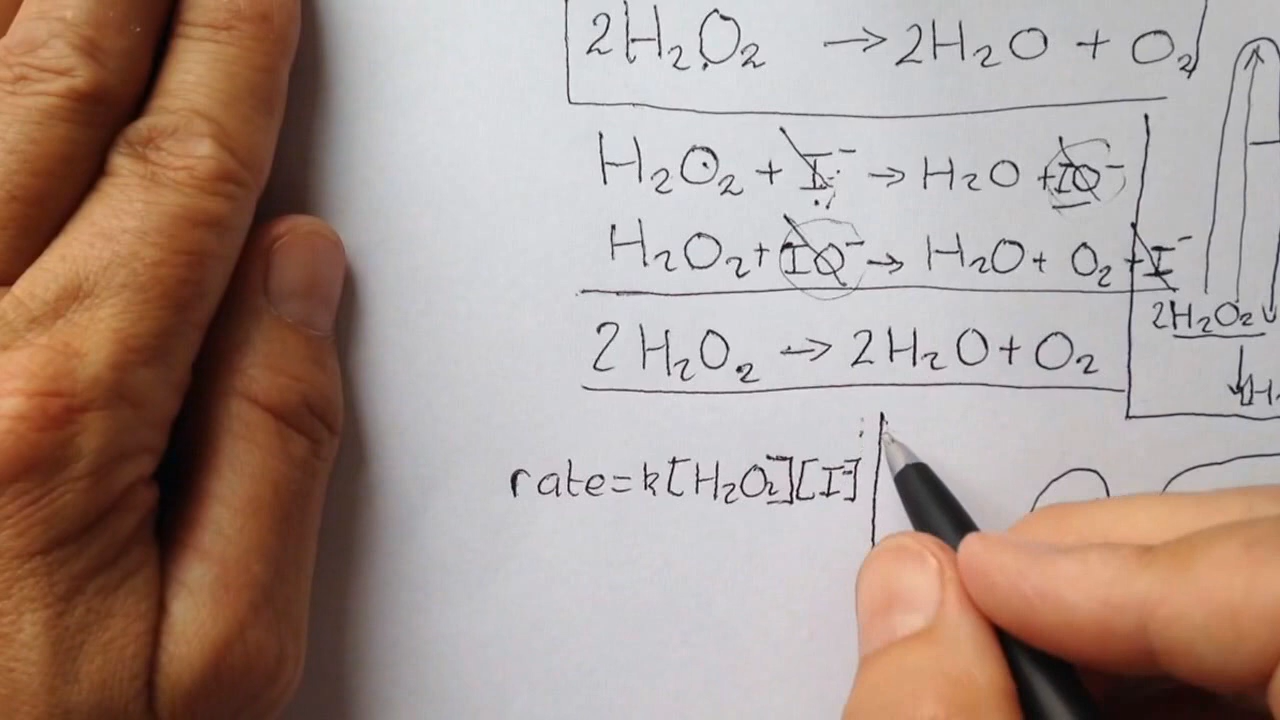 2H₂O₂ → 2H₂O + O₂
H₂O₂ + I⁻ → H₂O + IO⁻
H₂O₂ + IO⁻ → H₂O + O₂ + I⁻
2H₂O₂ → 2H₂O + O₂
rate=k[H₂O₂][I⁻]
2H₂O₂